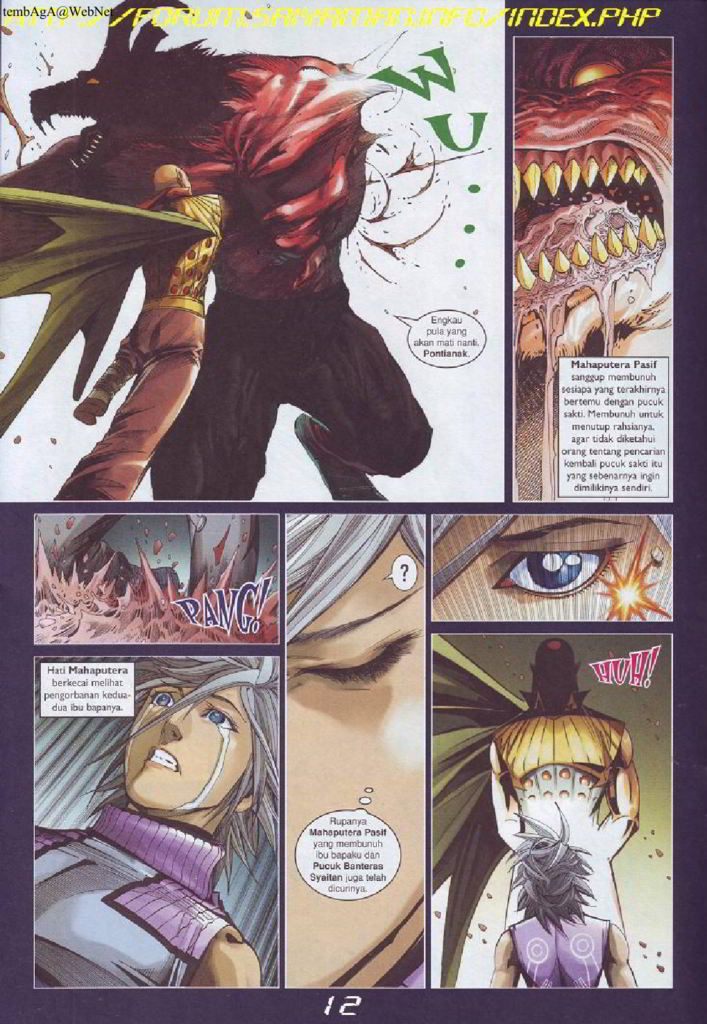 tembAgA@WebNet
HTTP://FORUM.SAIYAMAN.INFO/INDEX.PHP
WU...
Engkau
pula yang
akan mati nanti,
Pontianak.
Mahaputera Pasif
sanggup membunuh
sesiapa yang terakhirnya
bertemu dengan pucuk
sakti. Membunuh untuk
menutup rahsianya,
agar tidak diketahui
orang tentang pencarian
kembali pucuk sakti itu
yang sebenarnya ingin
dimilikinya sendiri.
PANG!
?
Hati Mahaputera
berkecai melihat
pengorbanan kedua-
dua ibu bapanya.
Rupanya
Mahaputera Pasif
yang membunuh
ibu bapaku dan
Pucuk Banteras
Syaitan juga telah
dicurinya.
HUH!
12